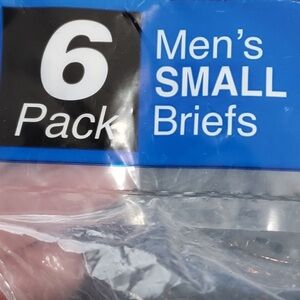 6
Pack
Men's
SMALL
Briefs